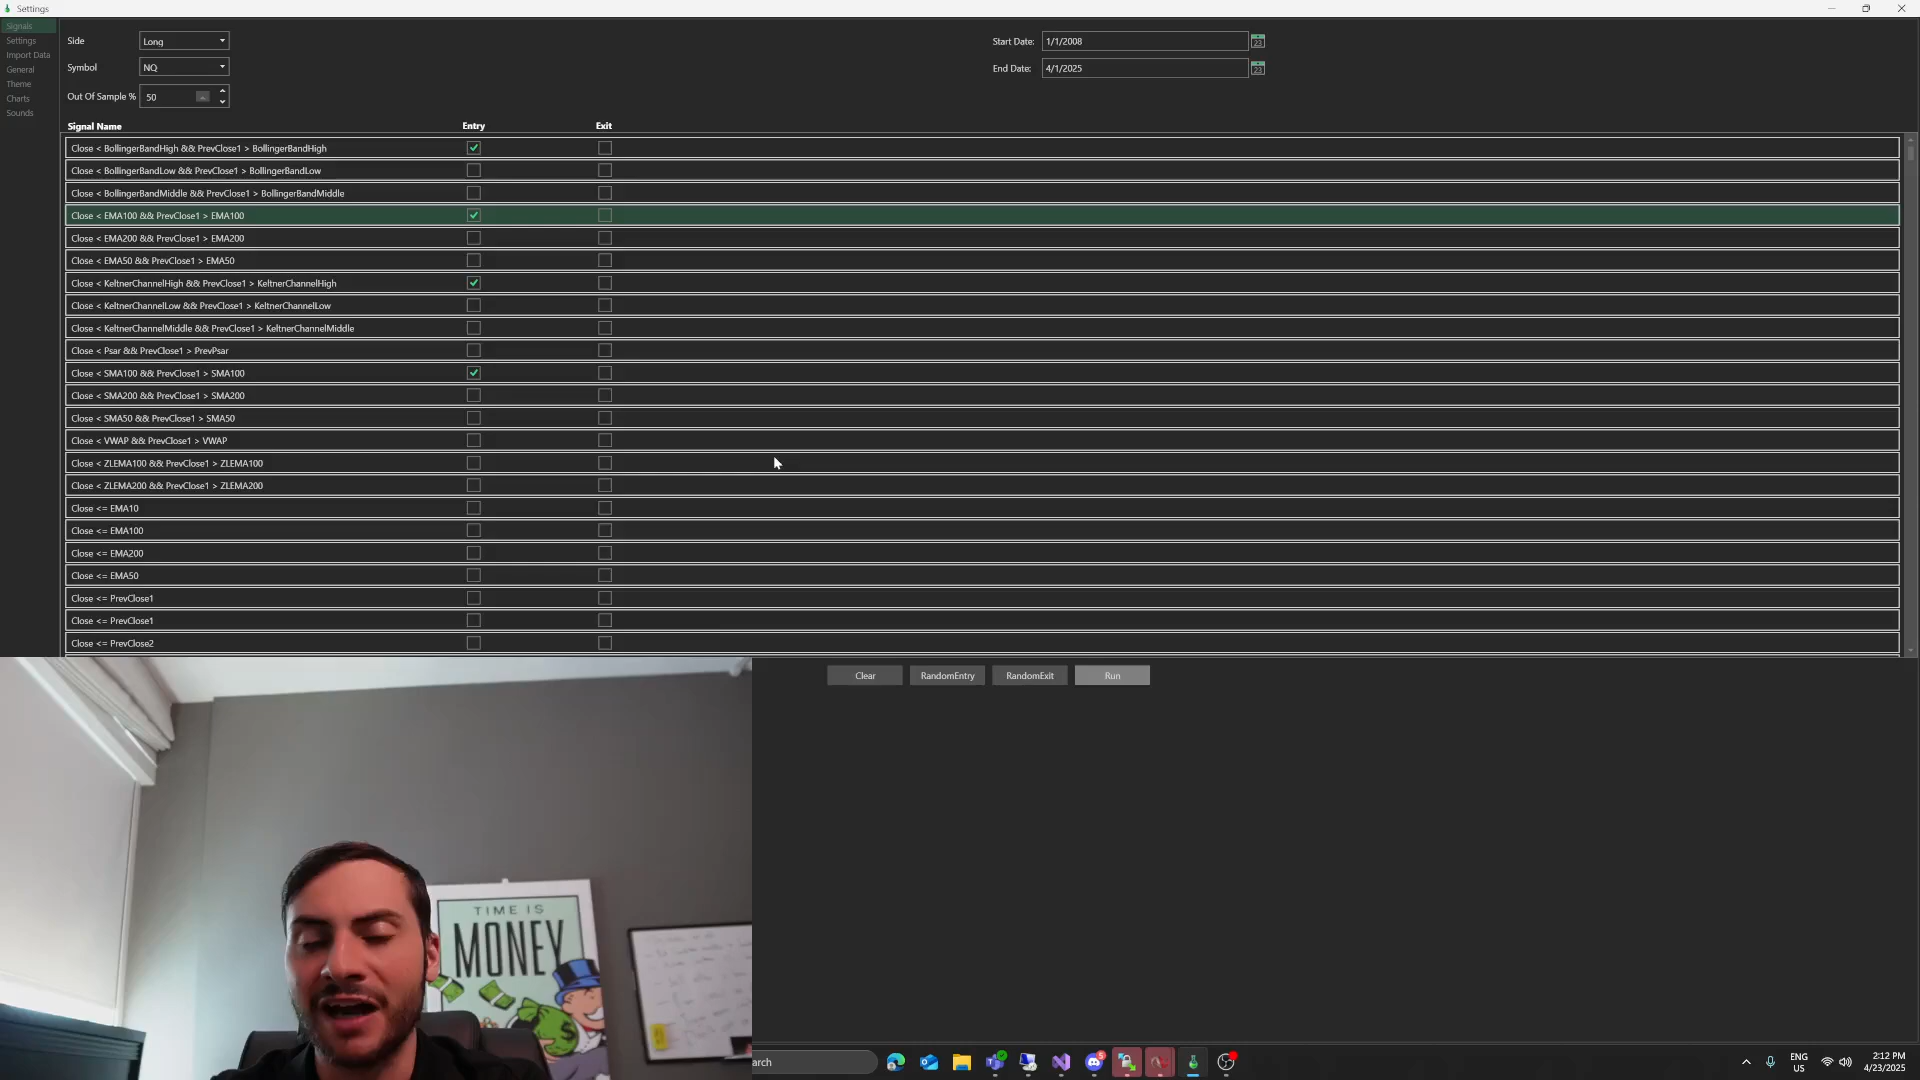 Settings
Signals
Settings
Import Data
General
Theme
Charts
Sounds
Side
Long
Symbol
NQ
Out Of Sample %
50
Start Date:
1/1/2008
23
End Date:
4/1/2025
23
Signal Name Entry Exit
Close < BollingerBandHigh && PrevClose1 > BollingerBandHigh
Close < BollingerBandLow && PrevClose1 > BollingerBandLow
Close < BollingerBandMiddle && PrevClose1 > BollingerBandMiddle
Close < EMA100 && PrevClose1 > EMA100
Close < EMA200 && PrevClose1 > EMA200
Close < EMA50 && PrevClose1 > EMA50
Close < KeltnerChannelHigh && PrevClose1 > KeltnerChannelHigh
Close < KeltnerChannelLow && PrevClose1 > KeltnerChannelLow
Close < KeltnerChannelMiddle && PrevClose1 > KeltnerChannelMiddle
Close < Psar && PrevClose1 > PrevPsar
Close < SMA100 && PrevClose1 > SMA100
Close < SMA200 && PrevClose1 > SMA200
Close < SMA50 && PrevClose1 > SMA50
Close < VWAP && PrevClose1 > VWAP
Close < ZLEMA100 && PrevClose1 > ZLEMA100
Close < ZLEMA200 && PrevClose1 > ZLEMA200
Close <= EMA10
Close <= EMA100
Close <= EMA200
Close <= EMA50
Close <= PrevClose1
Close <= PrevClose1
Close <= PrevClose2
Clear RandomEntry RandomExit Run
TIME IS
MONEY
arch
ENG
US
2:12 PM
4/23/2025